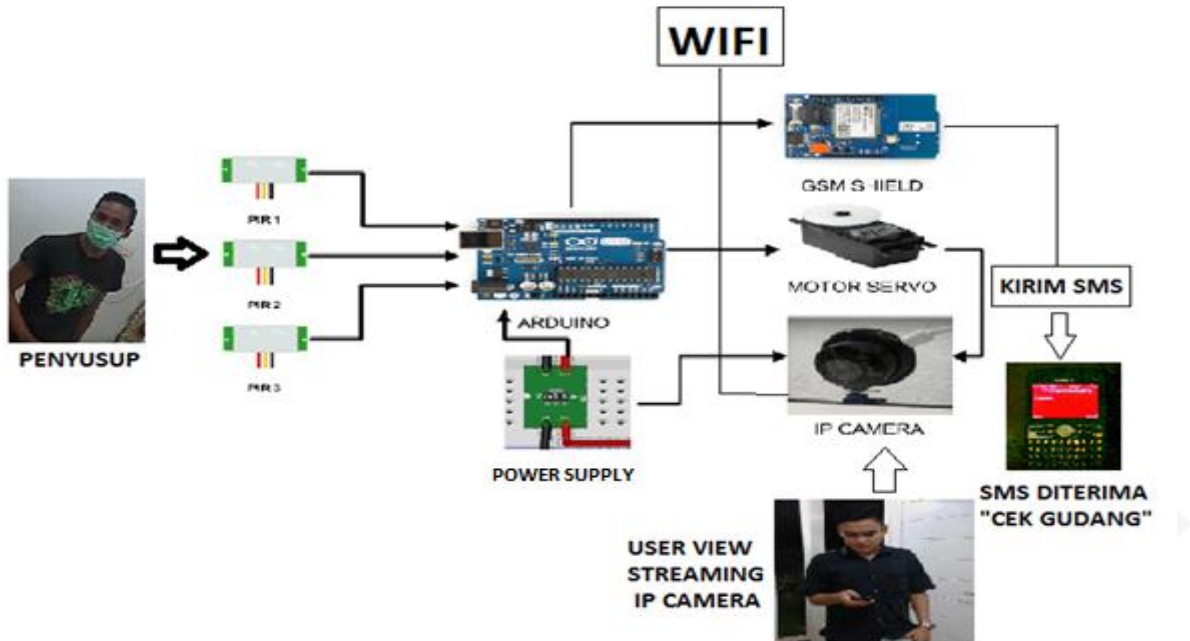 WIFI
GSM SHIELD
PIR 1
PIR 2
PIR 3
PENYUSUP
ARDUINO
MOTOR SERVO
KIRIM SMS
POWER SUPPLY
IP CAMERA
SMS DITERIMA
"CEK GUDANG"
USER VIEW
STREAMING
IP CAMERA